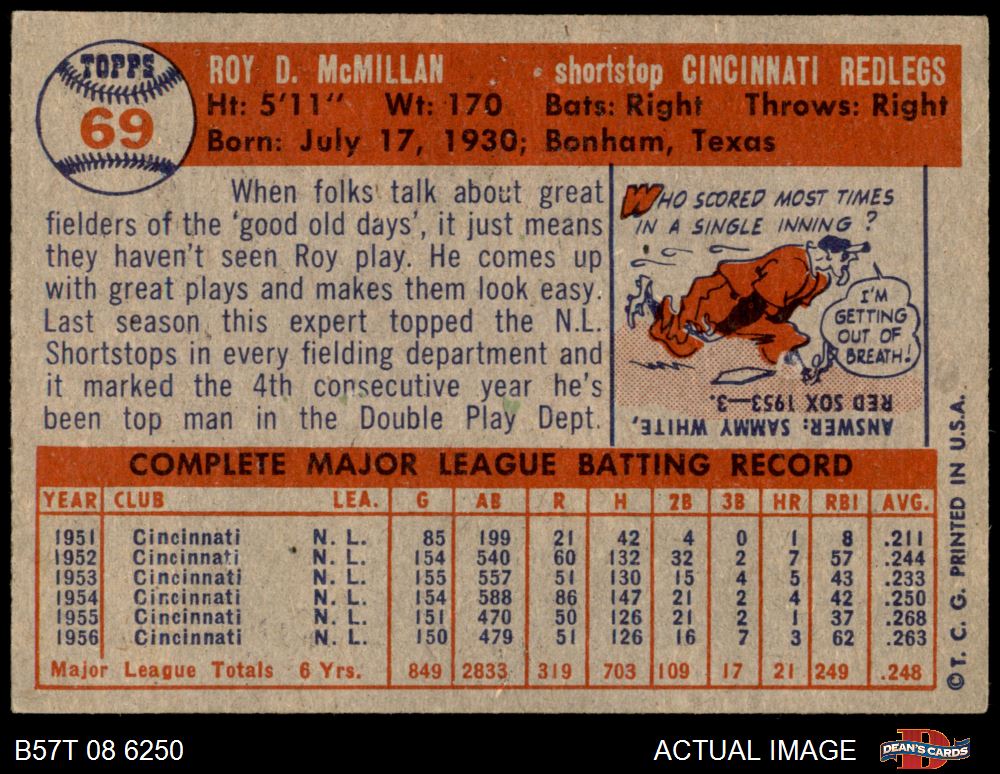 TOPPS
69
ROY D. McMILLAN • shortstop CINCINNATI REDLEGS
Ht: 5'11" Wt: 170 Bats: Right Throws: Right
Born: July 17, 1930; Bonham, Texas
When folks talk about great
fielders of the 'good old days', it just means
they haven't seen Roy play. He comes up
with great plays and makes them look easy.
Last season this expert topped the N.L.
Shortstops in every fielding department and
it marked the 4th consecutive year he's
been top man in the Double Play Dept.
WHO SCORED MOST TIMES
IN A SINGLE INNING?
I'M
GETTING
OUT OF
BREATH!
ANSWER: SAMMY WHITE,
RED SOX 1953—3.
COMPLETE MAJOR LEAGUE BATTING RECORD
YEAR CLUB LEA. G AB R H 2B 3B HR RBI AVG.
1951 Cincinnati N. L. 85 199 21 42 4 0 1 8 .211
1952 Cincinnati N. L. 154 540 60 132 32 2 7 57 .244
1953 Cincinnati N. L. 155 557 51 130 15 4 5 43 .233
1954 Cincinnati N. L. 154 588 86 147 21 2 4 42 .250
1955 Cincinnati N. L. 151 470 50 126 21 2 1 37 .268
1956 Cincinnati N. L. 150 479 51 126 16 7 3 62 .263
Major League Totals 6 Yrs. 849 2833 319 703 109 17 21 249 .248
©T. C. G. PRINTED IN U.S.A.
B57T 08 6250
ACTUAL IMAGE
DEAN'S CARDS